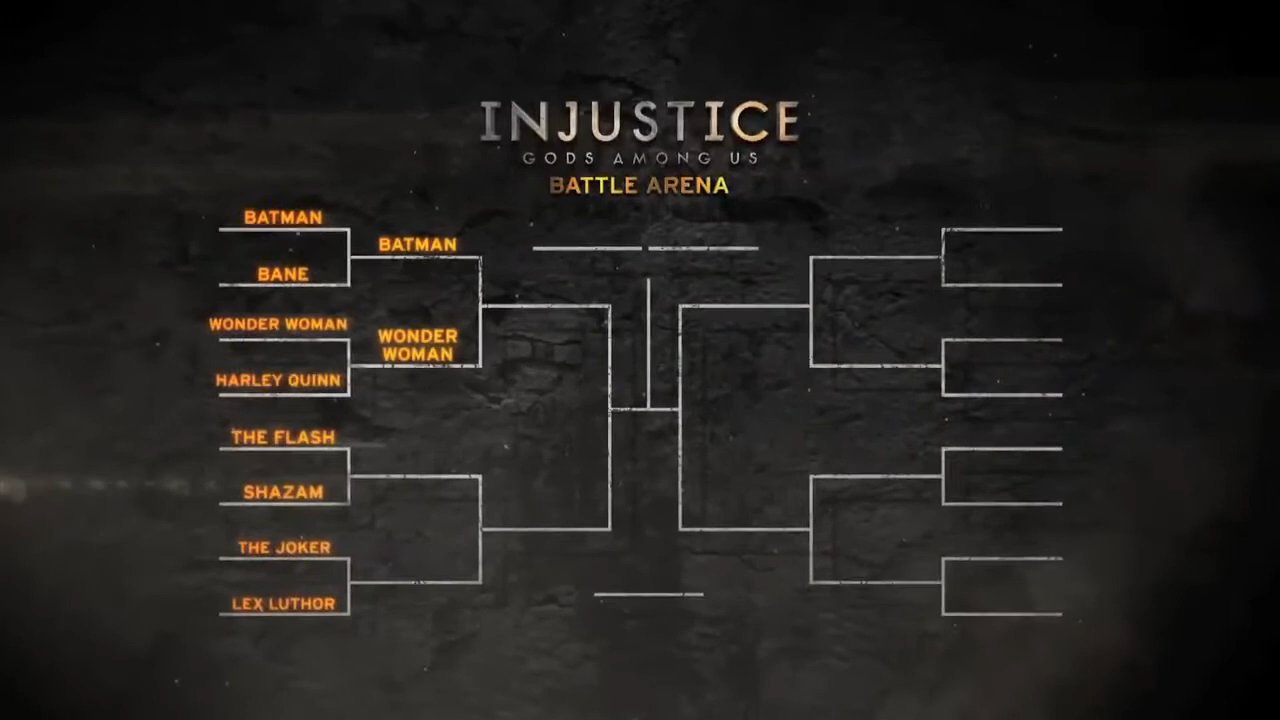 INJUSTICE
GODS AMONG US
BATTLE ARENA
BATMAN
BATMAN
BANE
WONDER WOMAN
WONDER
WOMAN
HARLEY QUINN
THE FLASH
SHAZAM
THE JOKER
LEX LUTHOR